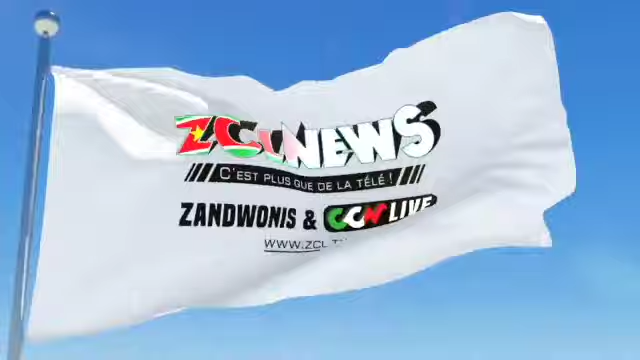 ZCLNEWS
C'EST PLUS QUE DE LA TÉLÉ !
ZANDWONIS & CCN LIVE